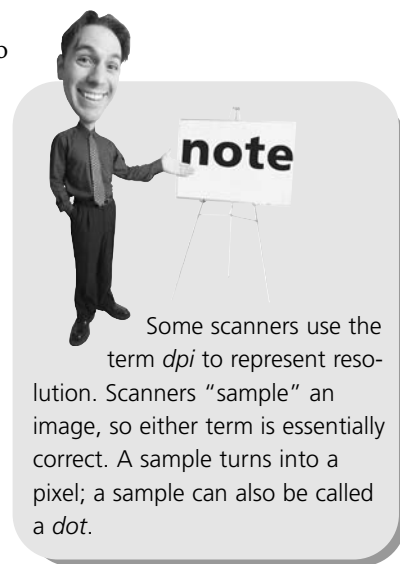 o
note
Some scanners use the
term dpi to represent reso-
lution. Scanners “sample” an
image, so either term is essentially
correct. A sample turns into a
pixel; a sample can also be called
a dot.